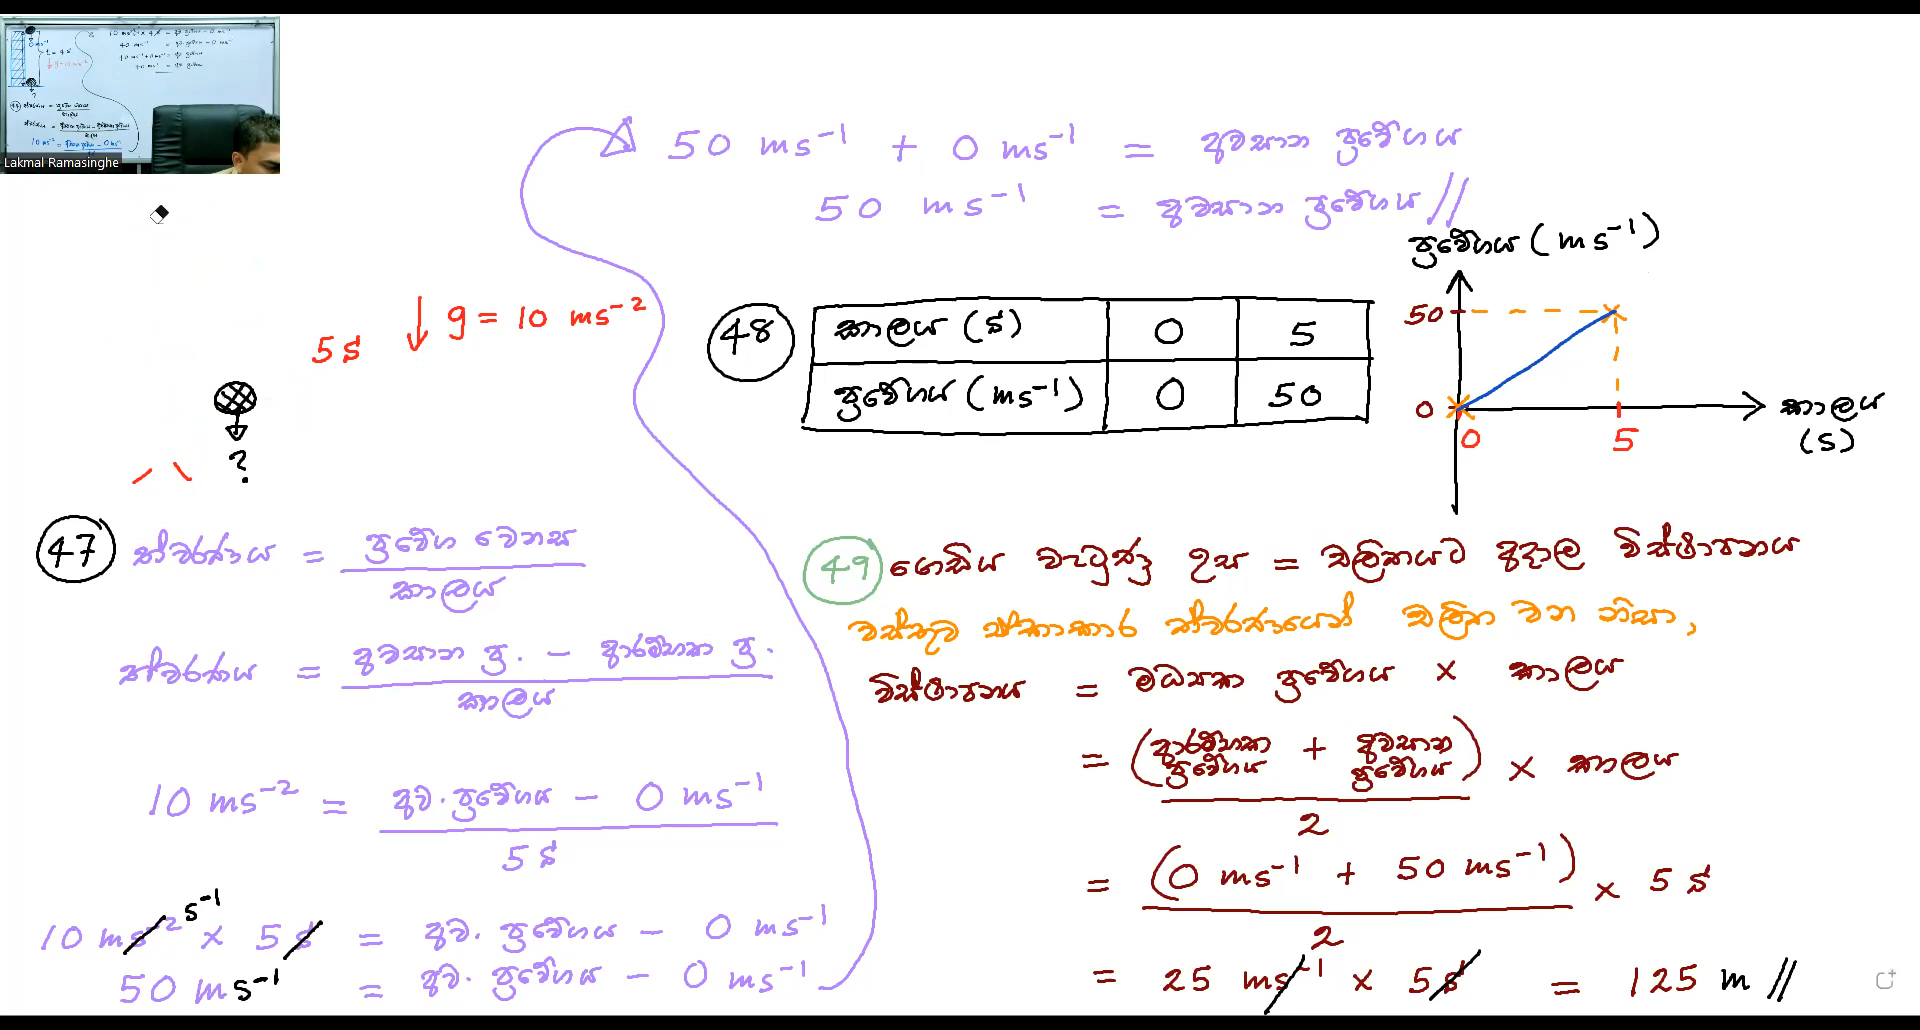 Lakmal Ramasinghe
50 ms⁻¹ + 0 ms⁻¹ = අවසාන ප්‍රවේගය
50 ms⁻¹ = අවසාන ප්‍රවේගය //
5 s ↓ g = 10 ms⁻²
?
47 ත්වරණය = ප්‍රවේග වෙනස / කාලය
ත්වරණය = අවසාන ප්‍ර. − ආරම්භක ප්‍ර. / කාලය
10 ms⁻² = අව. ප්‍රවේගය − 0 ms⁻¹ / 5 s
10 ms⁻² s⁻¹ × 5 s = අව. ප්‍රවේගය − 0 ms⁻¹
50 ms⁻¹ = අව. ප්‍රවේගය − 0 ms⁻¹
48 කාලය (s) 0 5
ප්‍රවේගය (ms⁻¹) 0 50
ප්‍රවේගය (ms⁻¹)
50
0
0 5
කාලය
(s)
49 ගෙඩිය වැටුණු උස = චලිතයට අදාල විස්ථාපනය
වස්තුව ඒකාකාර ත්වරණයෙන් චලිත වන නිසා,
විස්ථාපනය = මධ්‍යක ප්‍රවේගය × කාලය
= (ආරම්භක ප්‍රවේගය + අවසාන ප්‍රවේගය) / 2 × කාලය
= (0 ms⁻¹ + 50 ms⁻¹) / 2 × 5 s
= 25 ms⁻¹ × 5 s = 125 m //